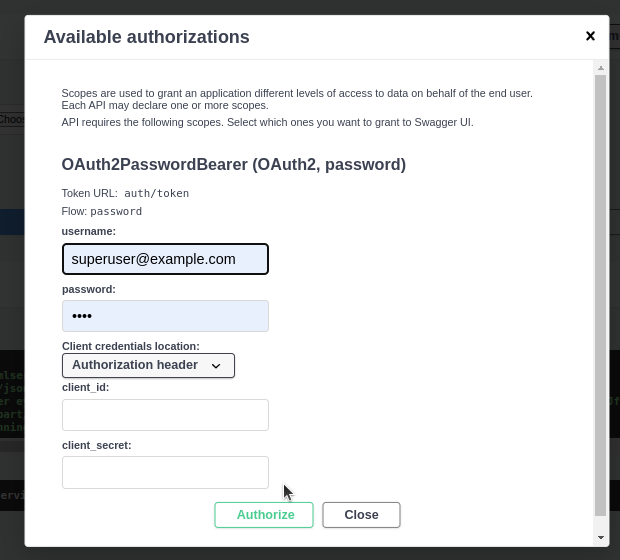 Available authorizations
×
Scopes are used to grant an application different levels of access to data on behalf of the end user.
Each API may declare one or more scopes.
API requires the following scopes. Select which ones you want to grant to Swagger UI.
OAuth2PasswordBearer (OAuth2, password)
Token URL: auth/token
Flow: password
username:
superuser@example.com
password:
••••
Client credentials location:
Authorization header
client_id:
client_secret:
Authorize
Close